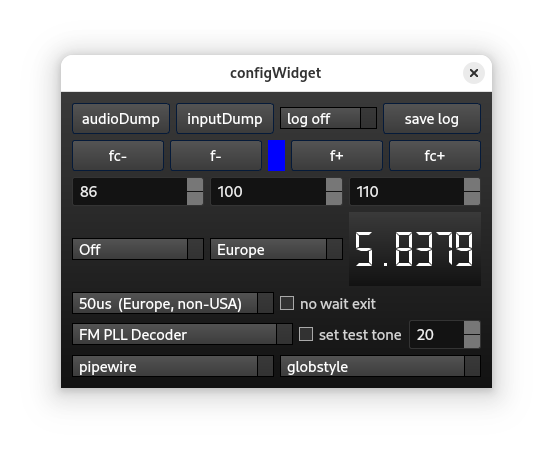 configWidget
audioDump inputDump log off save log
fc- f- f+ fc+
86 100 110
Off Europe 5.8379
50us (Europe, non-USA) no wait exit
FM PLL Decoder set test tone 20
pipewire globstyle